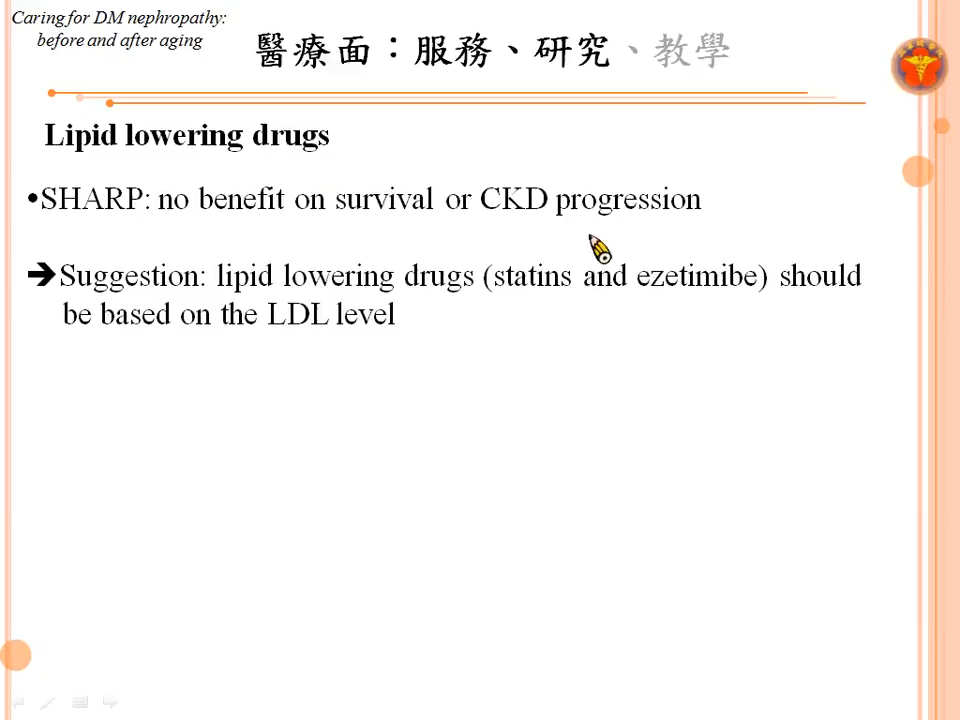 Caring for DM nephropathy:
before and after aging
醫療面：服務、研究、教學
Lipid lowering drugs
•SHARP: no benefit on survival or CKD progression
➔Suggestion: lipid lowering drugs (statins and ezetimibe) should
be based on the LDL level